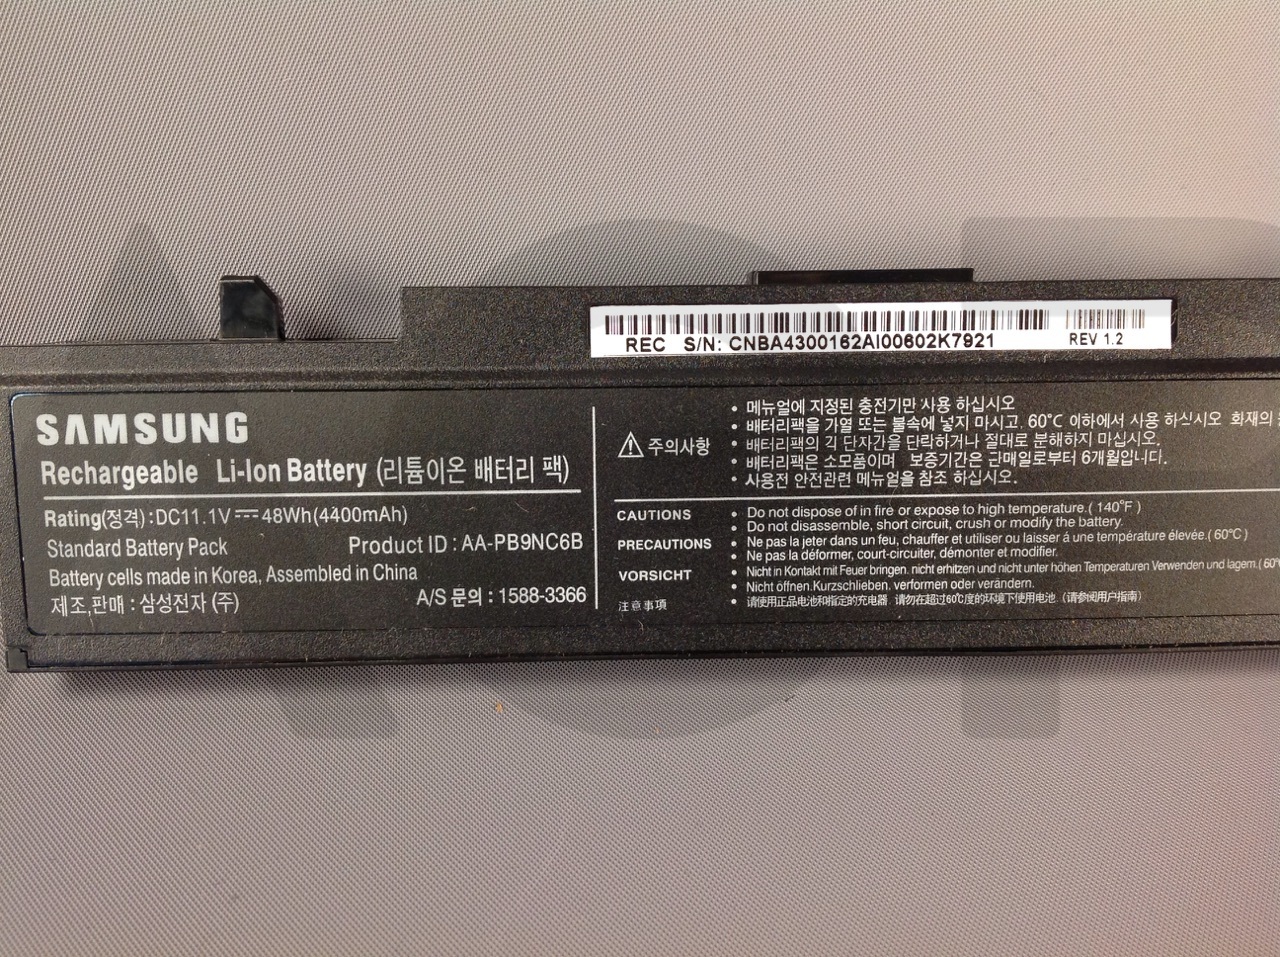 REC S/N: CNBA4300162AI00602K7921
REV 1.2
SAMSUNG
Rechargeable Li-Ion Battery (리튬이온 배터리 팩)
Rating(정격) : DC11.1V 48Wh(4400mAh)
Standard Battery Pack Product ID : AA-PB9NC6B
Battery cells made in Korea, Assembled in China
제조,판매 : 삼성전자 (주) A/S 문의 : 1588-3366
주의사항
• 메뉴얼에 지정된 충전기만 사용 하십시오
• 배터리팩을 가열 또는 불속에 넣지 마시고, 60°C 이하에서 사용 하십시오 화재의
• 배터리팩의 긱 단자간을 단락하거나 절대로 분해하지 마십시오.
• 배터리팩은 소모품이며 보증기간은 판매일로부터 6개월입니다.
• 사용전 안전관련 메뉴얼을 참조 하십시오.
CAUTIONS
• Do not dispose of in fire or expose to high temperature.( 140°F )
• Do not disassemble, short circuit, crush or modify the battery.
PRECAUTIONS
• Ne pas la jeter dans un feu, chauffer et utiliser ou laisser á une température élevée.( 60°C )
• Ne pas la déformer, court-circuiter, démonter et modifier.
VORSICHT
• Nicht in Kontakt mit Feuer bringen. nicht erhitzen und nicht unter höhen Temperaturen Verwenden und lagern.( 60°
• Nicht öffnen.Kurzschlieben, verformen oder verändern.
注意事項
• 请使用正品电池和指定的充电器 请勿在超过60℃度的环境下使用电池 (请参阅用户指南)